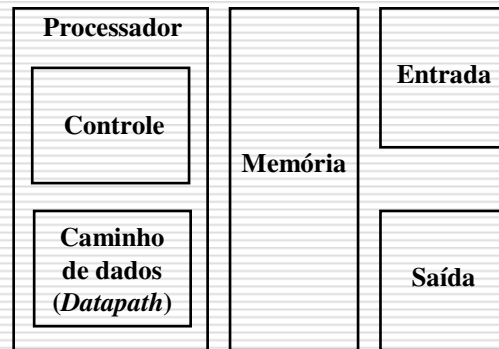 Processador
Controle
Caminho
de dados
(Datapath)
Memória
Entrada
Saída